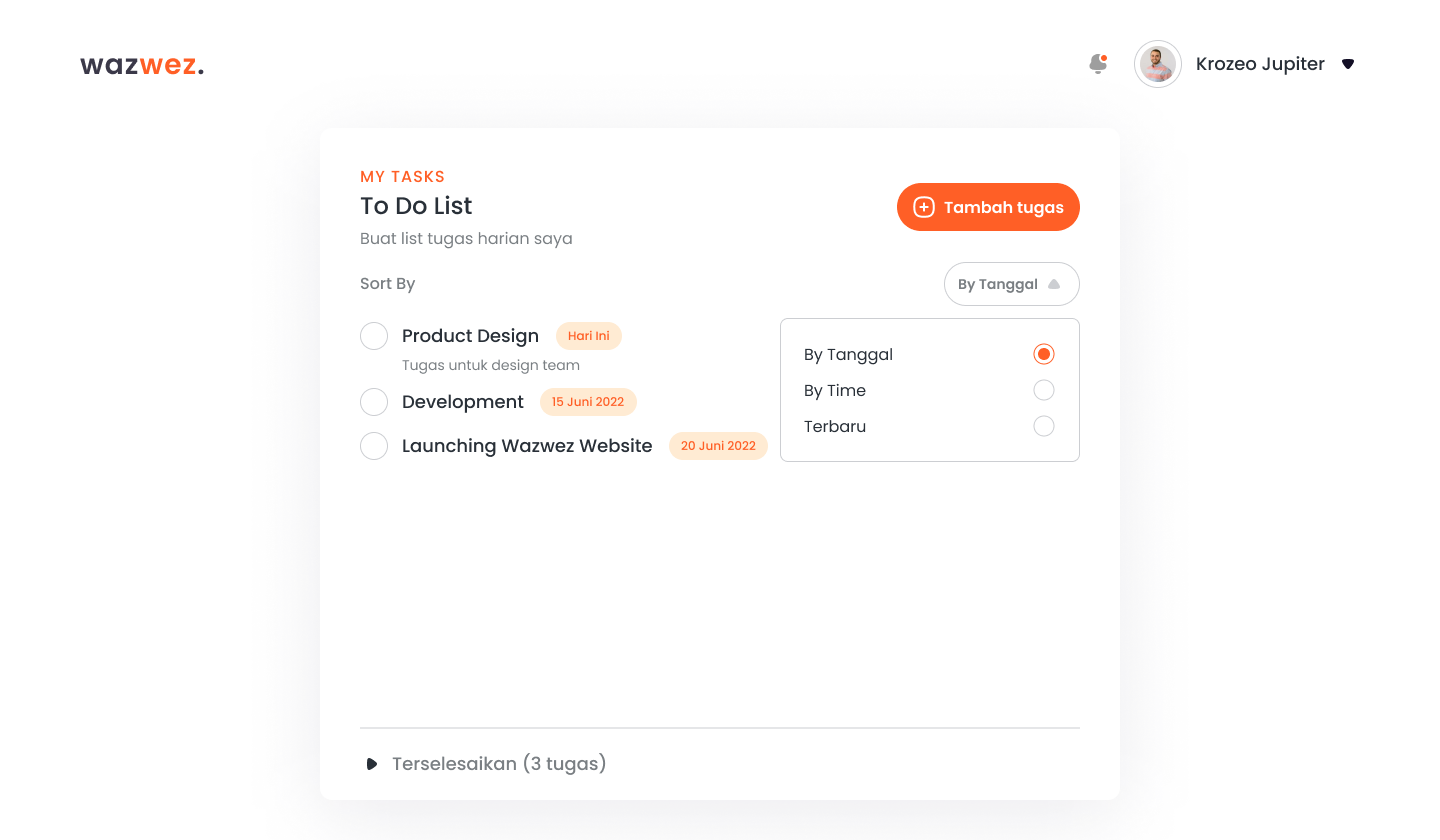 wazwez.
Krozeo Jupiter
MY TASKS
To Do List
Buat list tugas harian saya
Tambah tugas
Sort By
By Tanggal
Product Design
Hari Ini
Tugas untuk design team
Development
15 Juni 2022
Launching Wazwez Website
20 Juni 2022
By Tanggal
By Time
Terbaru
Terselesaikan (3 tugas)